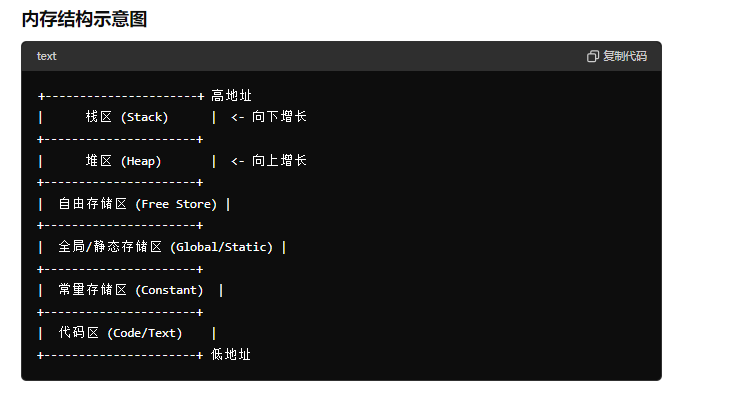 内存结构示意图
text
复制代码
+----------------------+ 高地址
|      栈区 (Stack)      |  <- 向下增长
+----------------------+
|      堆区 (Heap)       |  <- 向上增长
+----------------------+
|  自由存储区 (Free Store) |
+----------------------+
|  全局/静态存储区 (Global/Static) |
+----------------------+
|  常量存储区 (Constant)  |
+----------------------+
|  代码区 (Code/Text)    |
+----------------------+ 低地址